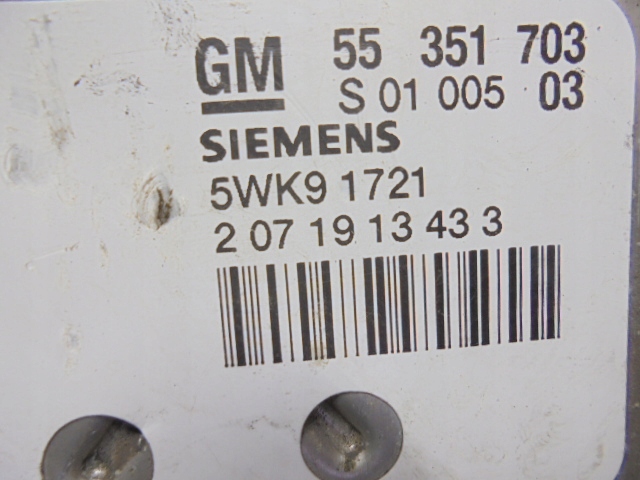 GM 55 351 703
S 01 005 03
SIEMENS
5WK9 1721
2 07 19 13 43 3